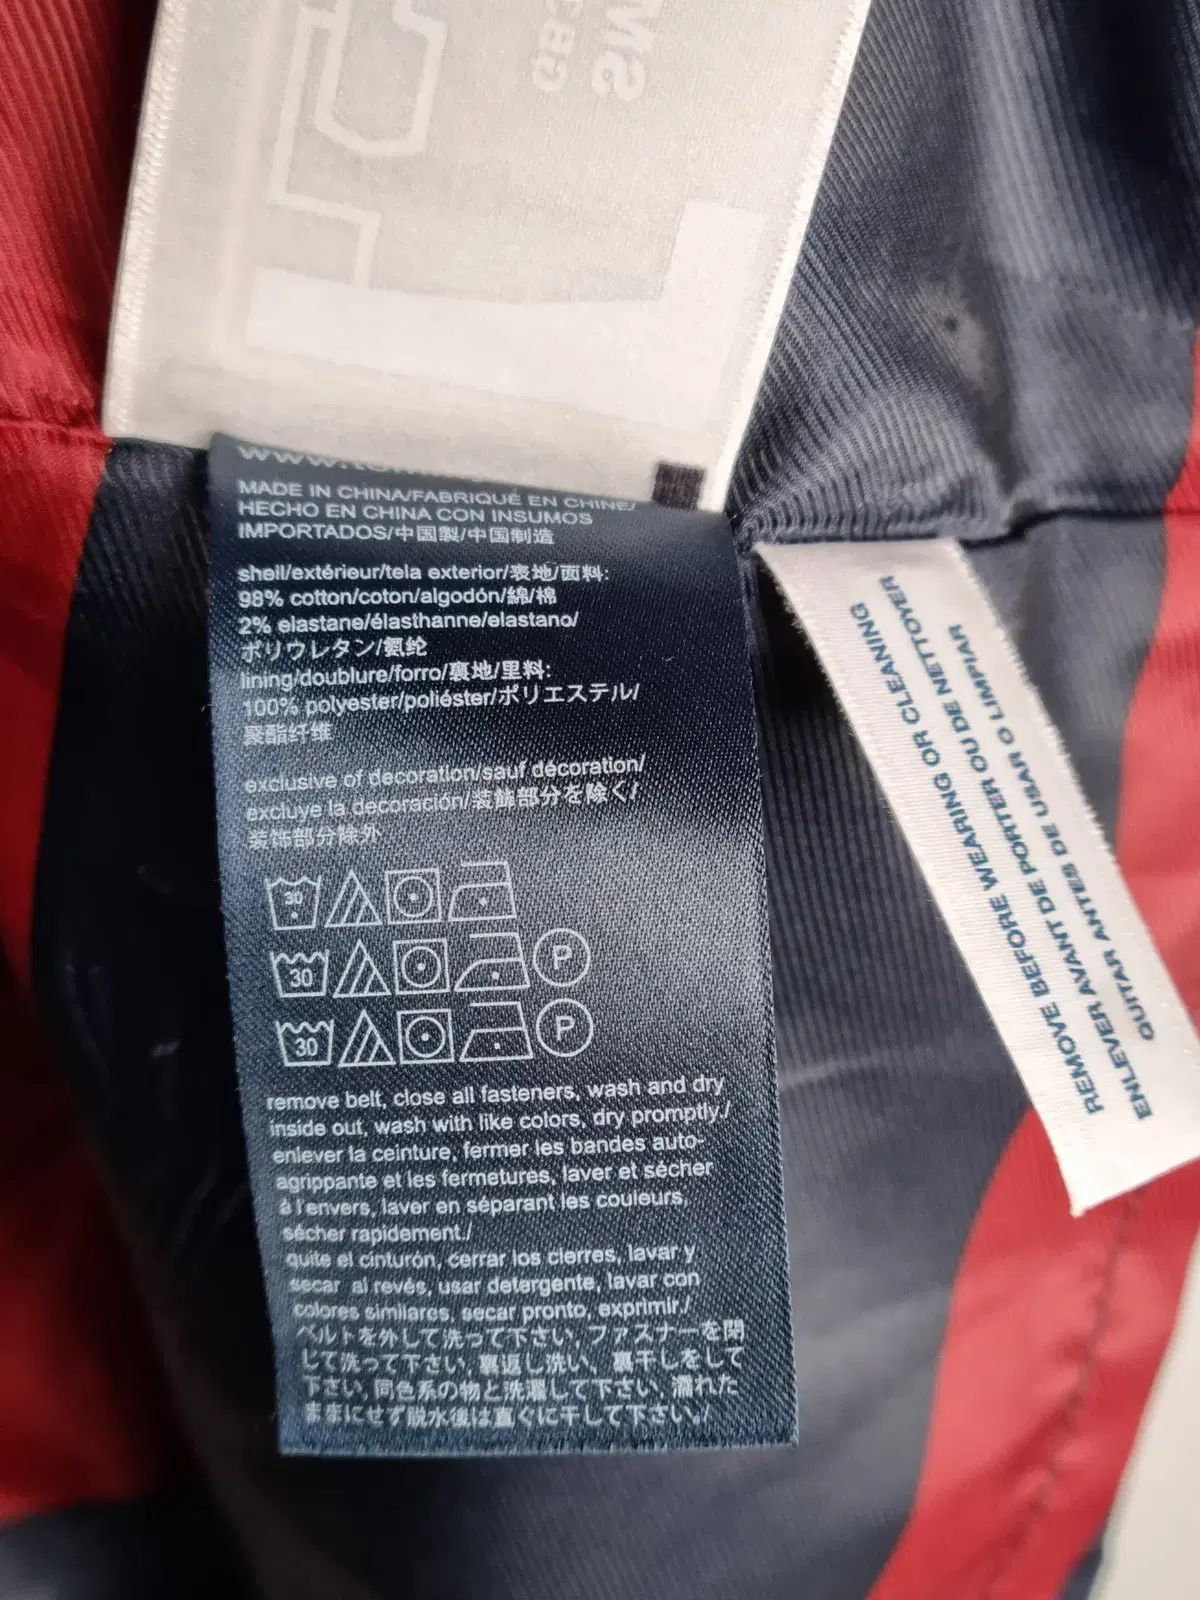 MADE IN CHINA/FABRIQUÉ EN CHINE/
HECHO EN CHINA CON INSUMOS
IMPORTADOS/中国製/中国制造
shell/extérieur/tela exterior/表地/面料:
98% cotton/coton/algodón/綿/棉
2% elastane/élasthanne/elastano/
ポリウレタン/氨纶
lining/doublure/forro/裏地/里料:
100% polyester/poliéster/ポリエステル/
聚酯纤维
exclusive of decoration/sauf décoration/
excluye la decoración/装飾部分を除く/
装饰部分除外
30
30 P
30 P
remove belt, close all fasteners, wash and dry
inside out, wash with like colors, dry promptly./
enlever la ceinture, fermer les bandes auto-
agrippante et les fermetures, laver et sécher
à l'envers, laver en séparant les couleurs,
sécher rapidement./
quite el cinturón, cerrar los cierres, lavar y
secar al revés, usar detergente, lavar con
colores similares, secar pronto, exprimir./
ベルトを外して洗って下さい, ファスナーを閉
じて洗って下さい, 裏返し洗い、裏干しをして
下さい, 同色系の物と洗濯して下さい, 濡れた
ままにせず脱水後は直ぐに干して下さい。/
REMOVE BEFORE WEARING OR CLEANING
ENLEVER AVANT DE PORTER OU DE NETTOYER
QUITAR ANTES DE USAR O LIMPIAR